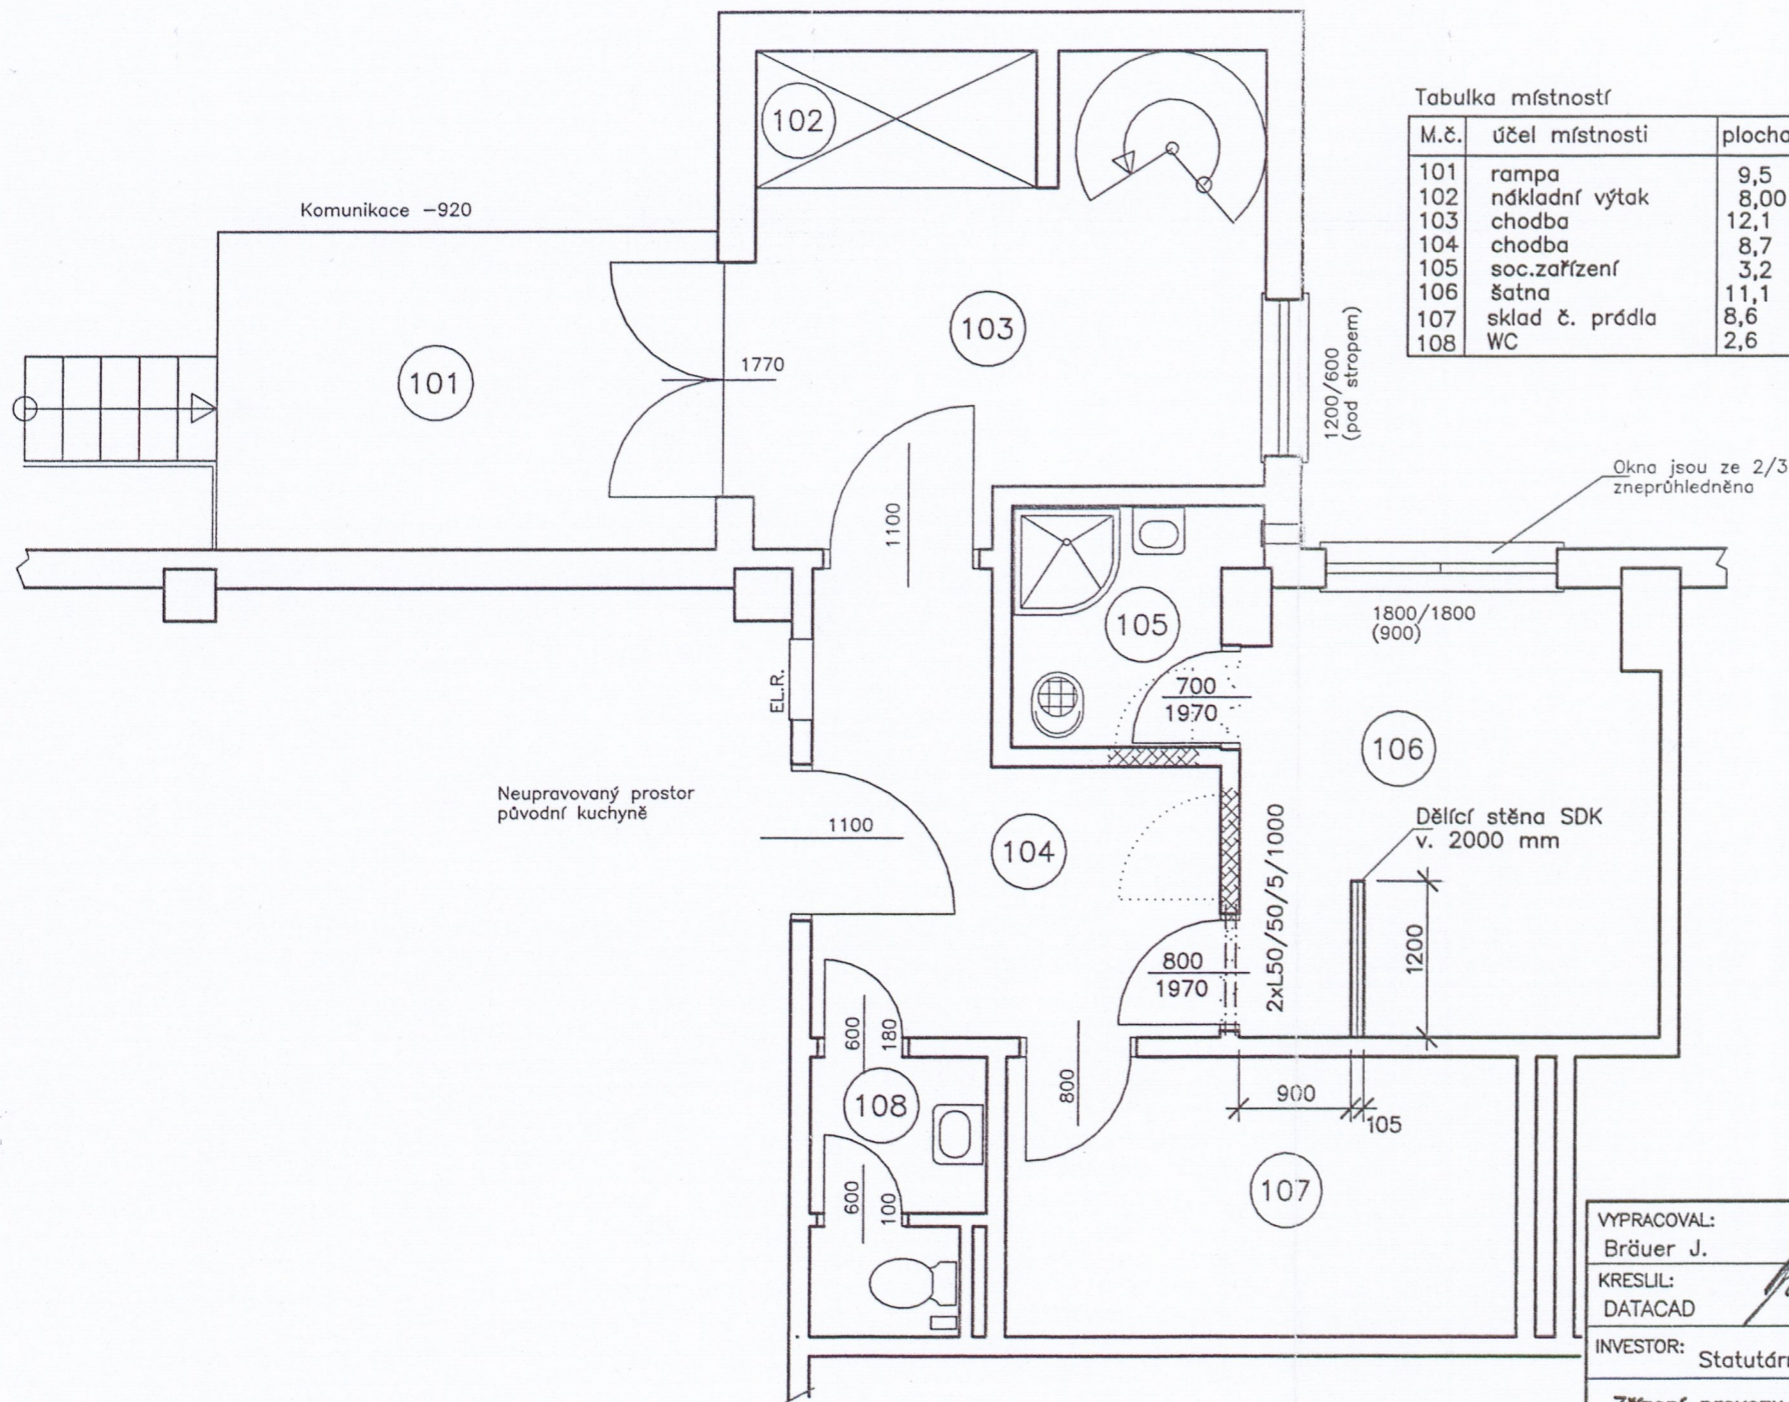 Tabulka místností
M.č. účel místnosti plocha
101 rampa 9,5
102 nákladní výtak 8,00
103 chodba 12,1
104 chodba 8,7
105 soc.zařízení 3,2
106 šatna 11,1
107 sklad č. prádla 8,6
108 WC 2,6
102
Komunikace -920
103
1200/600
(pod stropem)
101
1770
Okna jsou ze 2/3
zneprůhledněna
1100
105
1800/1800
(900)
EL.R.
700
1970
106
Neupravovaný prostor
původní kuchyně
1100
104
2xL50/50/5/1000
Dělící stěna SDK
v. 2000 mm
1200
800
1970
600
180
800
900
105
108
600
100
107
VYPRACOVAL:
Bräuer J.
KRESLIL:
DATACAD
INVESTOR: Statutár